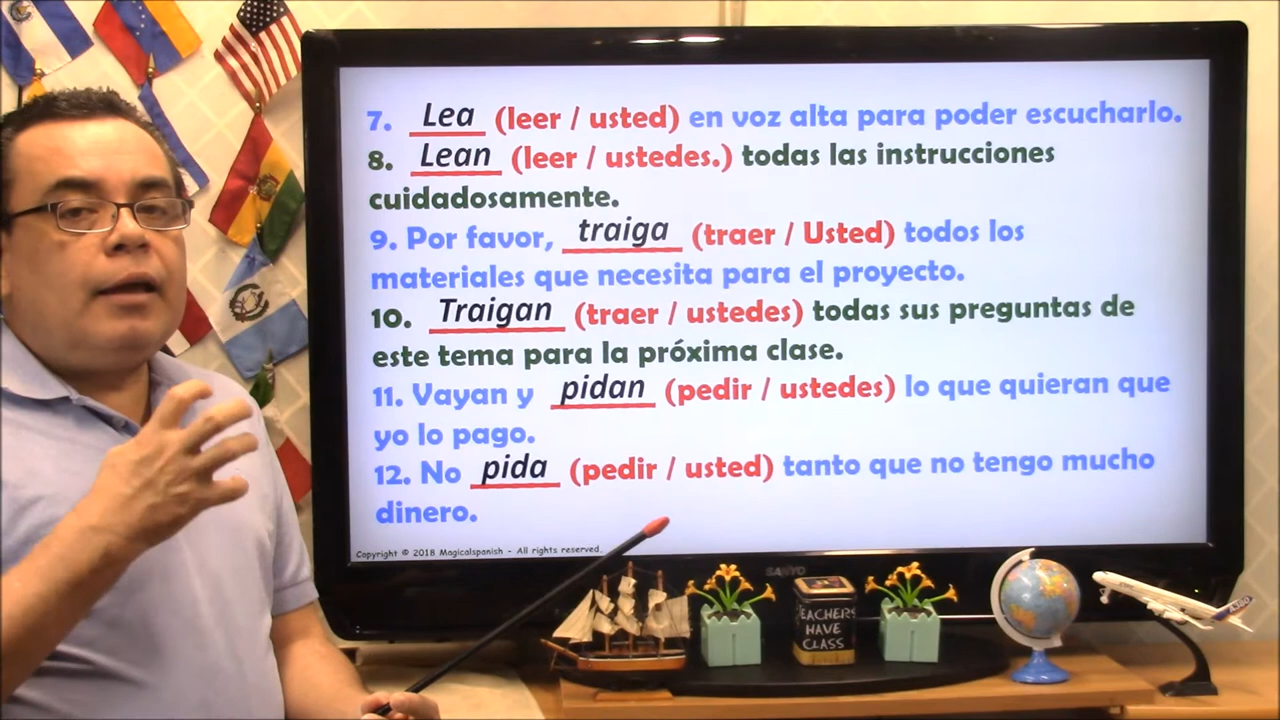 7. Lea (leer / usted) en voz alta para poder escucharlo.
8. Lean (leer / ustedes.) todas las instrucciones
cuidadosamente.
9. Por favor, traiga (traer / Usted) todos los
materiales que necesita para el proyecto.
10. Traigan (traer / ustedes) todas sus preguntas de
este tema para la próxima clase.
11. Vayan y pidan (pedir / ustedes) lo que quieran que
yo lo pago.
12. No pida (pedir / usted) tanto que no tengo mucho
dinero.
Copyright © 2018 Magicalspanish - All rights reserved.
SANYO
TEACHERS
HAVE
CLASS
A380